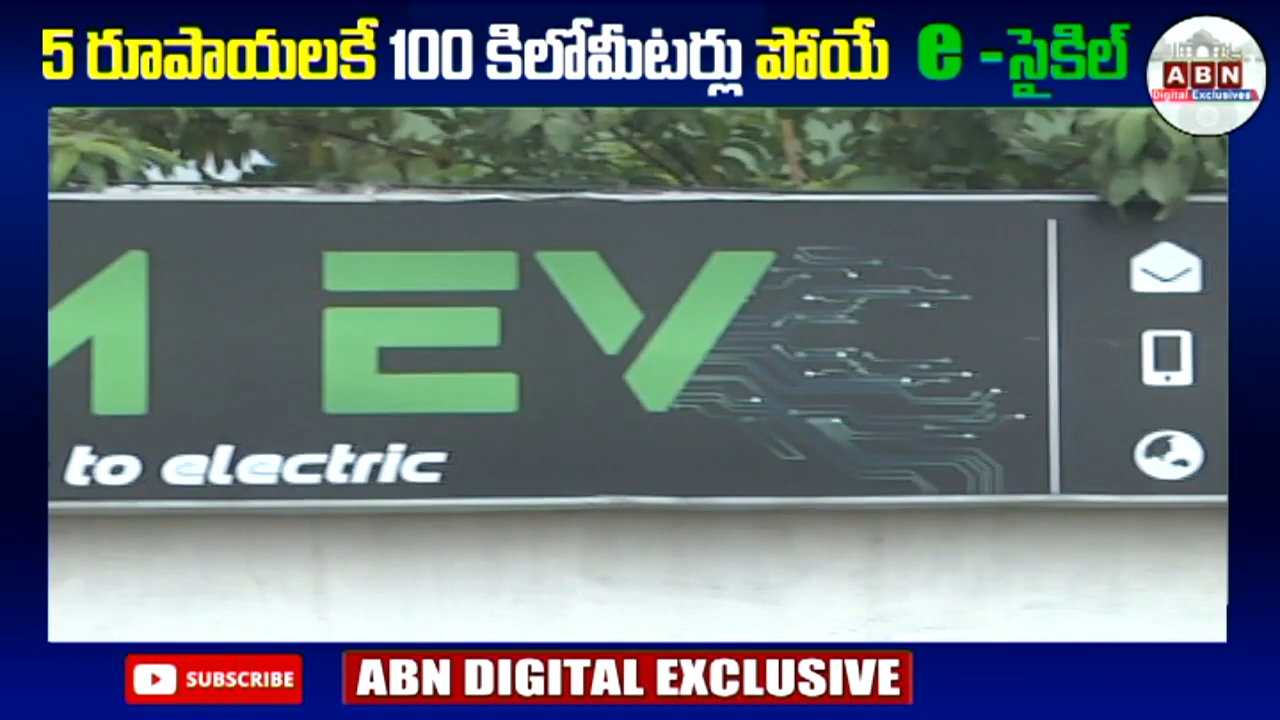 5 రూపాయలకే 100 కిలోమీటర్లు పోయే e - సైకిల్
ABN
Digital Exclusives
EV
to electric
SUBSCRIBE
ABN DIGITAL EXCLUSIVE